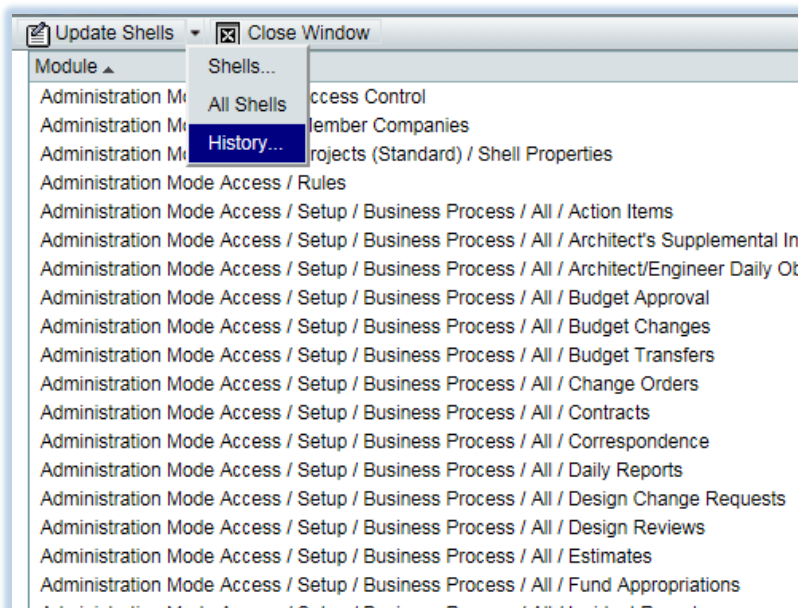 Update Shells Close Window
Module
Shells...
All Shells
History...
Administration Mo ccess Control
Administration Mo ember Companies
Administration Mo rojects (Standard) / Shell Properties
Administration Mode Access / Rules
Administration Mode Access / Setup / Business Process / All / Action Items
Administration Mode Access / Setup / Business Process / All / Architect's Supplemental In
Administration Mode Access / Setup / Business Process / All / Architect/Engineer Daily Ob
Administration Mode Access / Setup / Business Process / All / Budget Approval
Administration Mode Access / Setup / Business Process / All / Budget Changes
Administration Mode Access / Setup / Business Process / All / Budget Transfers
Administration Mode Access / Setup / Business Process / All / Change Orders
Administration Mode Access / Setup / Business Process / All / Contracts
Administration Mode Access / Setup / Business Process / All / Correspondence
Administration Mode Access / Setup / Business Process / All / Daily Reports
Administration Mode Access / Setup / Business Process / All / Design Change Requests
Administration Mode Access / Setup / Business Process / All / Design Reviews
Administration Mode Access / Setup / Business Process / All / Estimates
Administration Mode Access / Setup / Business Process / All / Fund Appropriations